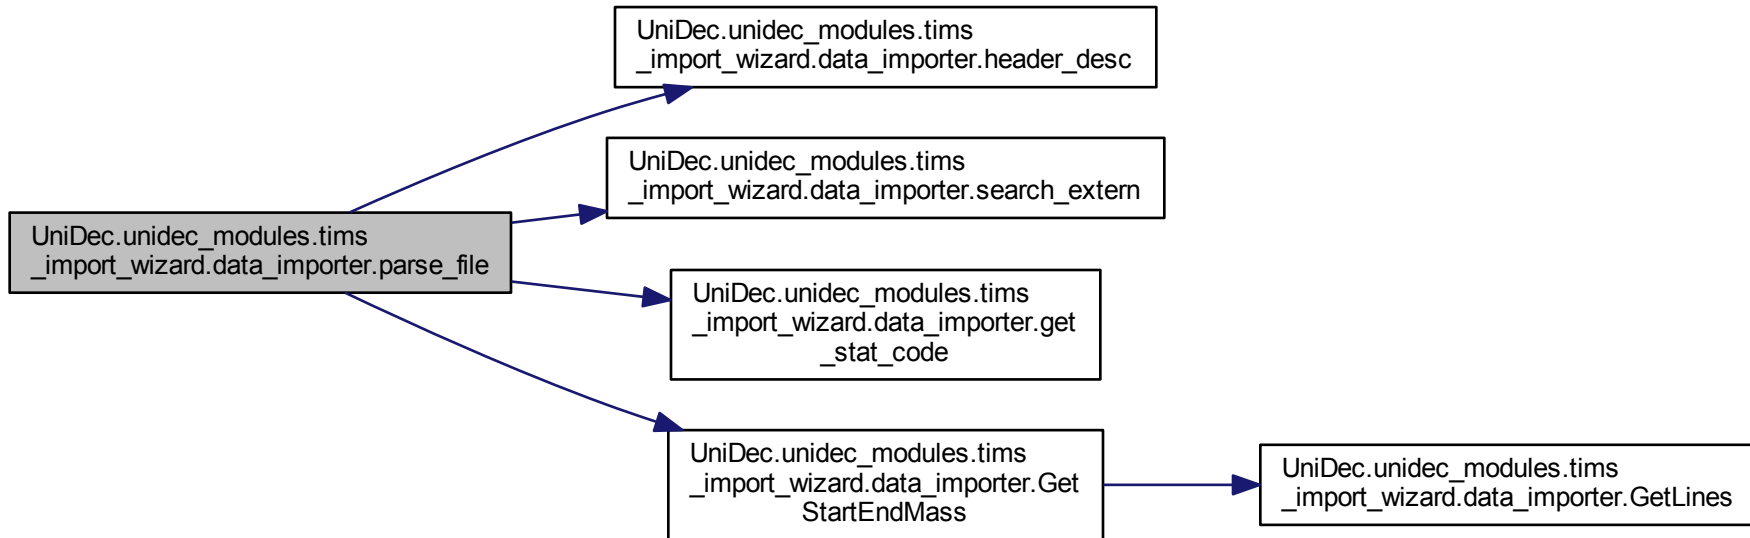 UniDec.unidec_modules.tims
_import_wizard.data_importer.header_desc
UniDec.unidec_modules.tims
_import_wizard.data_importer.search_extern
UniDec.unidec_modules.tims
_import_wizard.data_importer.parse_file
UniDec.unidec_modules.tims
_import_wizard.data_importer.get
_stat_code
UniDec.unidec_modules.tims
_import_wizard.data_importer.Get
StartEndMass
UniDec.unidec_modules.tims
_import_wizard.data_importer.GetLines